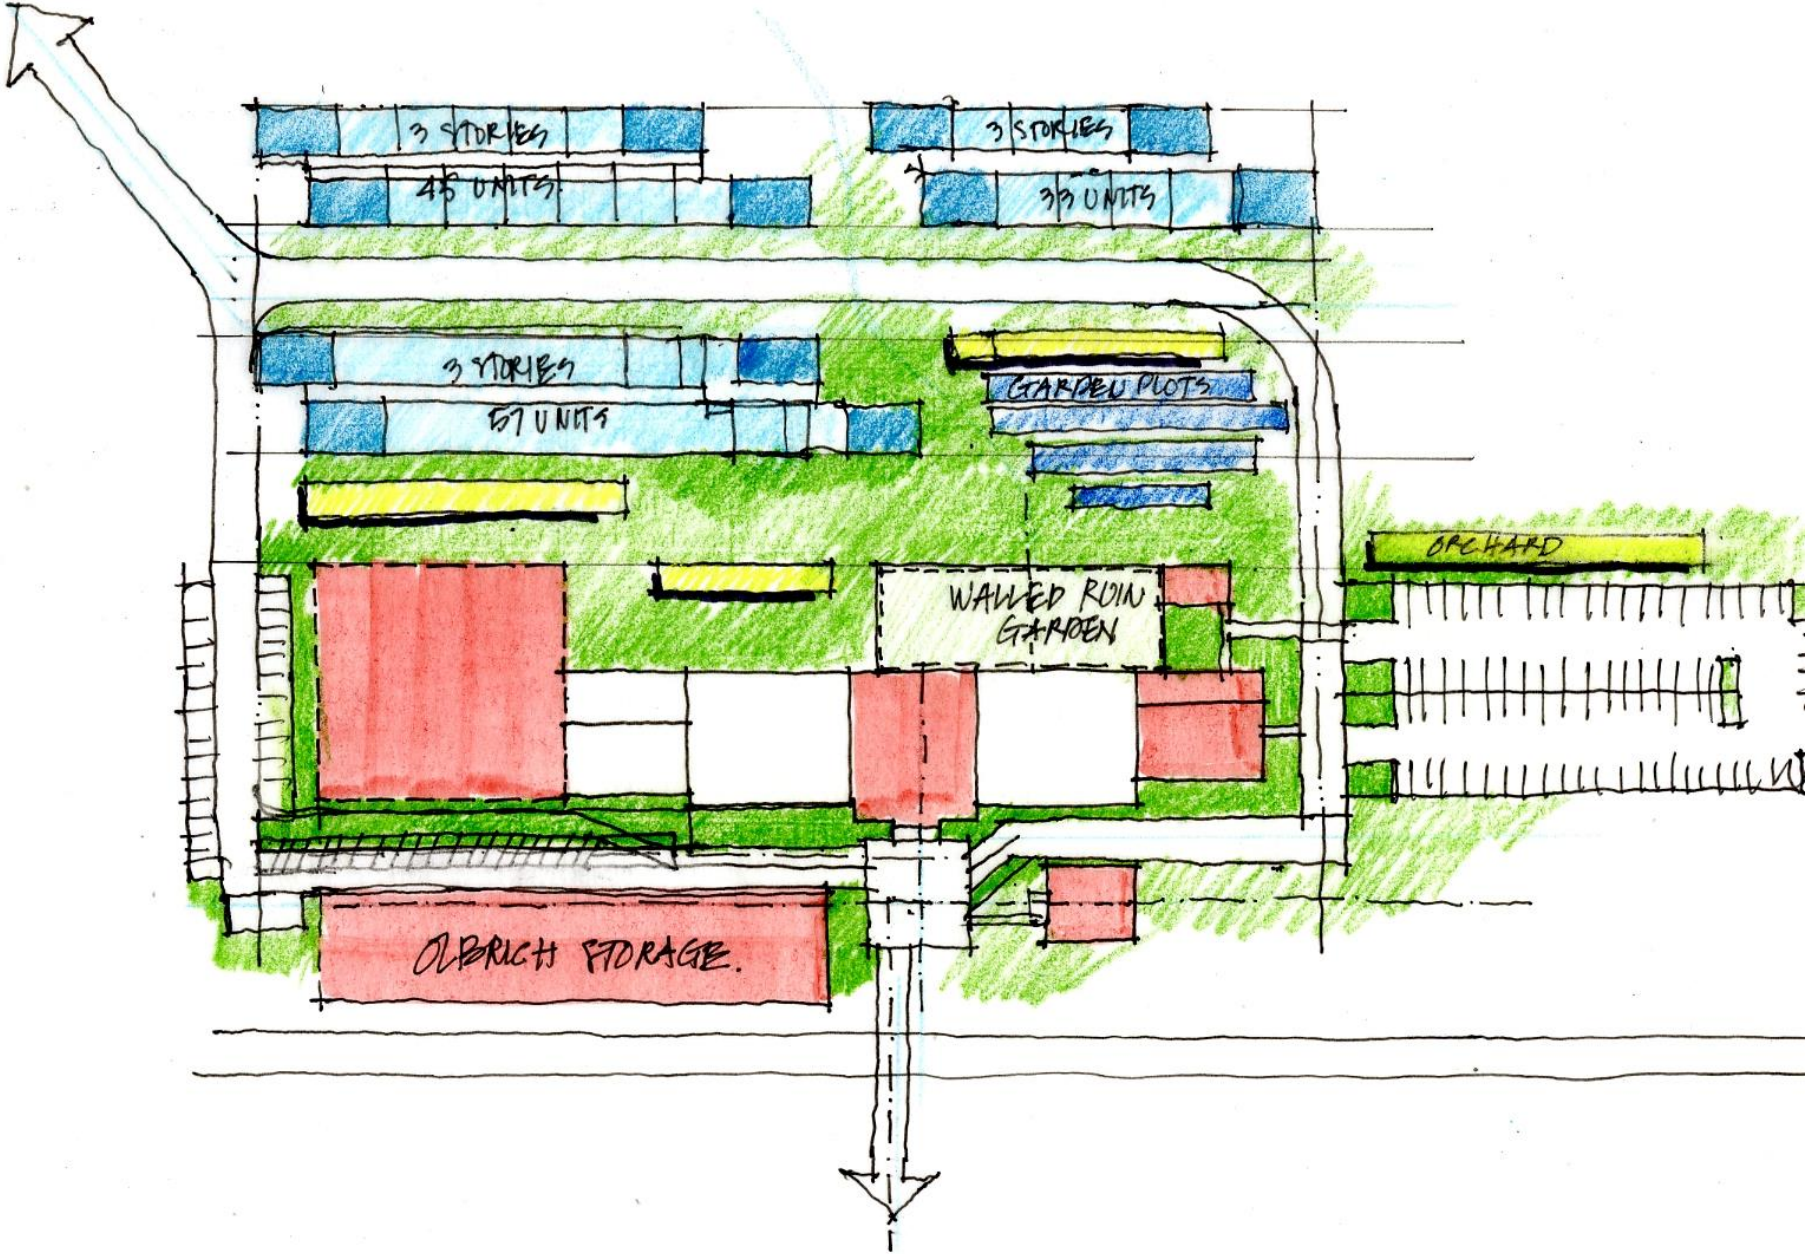 3 STORIES
45 UNITS
3 STORIES
33 UNITS
3 STORIES
57 UNITS
GARDEN PLOTS
ORCHARD
WALLED RUIN
GARDEN
OLBRICH STORAGE.